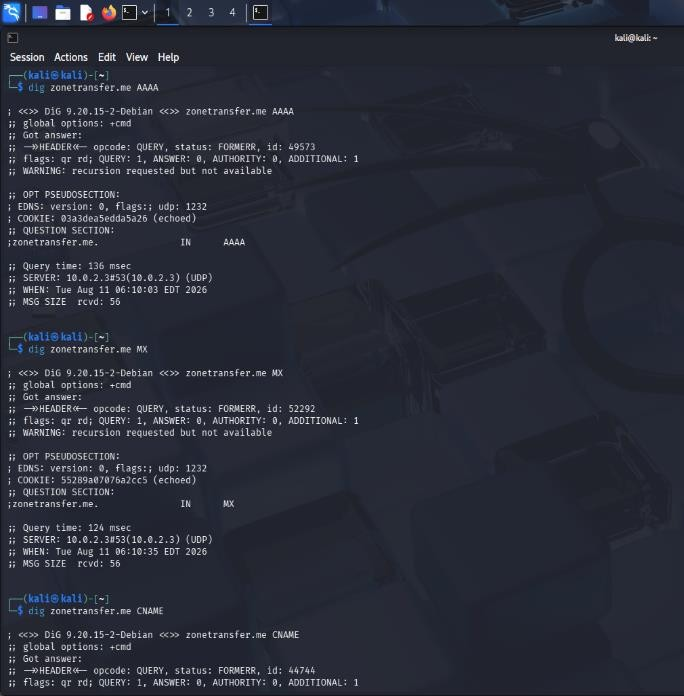 1 2 3 4
kali@kali: ~
Session Actions Edit View Help
┌──(kali㉿kali)-[~]
└─$ dig zonetransfer.me AAAA
; <<>> DiG 9.20.15-2-Debian <<>> zonetransfer.me AAAA
;; global options: +cmd
;; Got answer:
;; ->>HEADER<<- opcode: QUERY, status: FORMERR, id: 49573
;; flags: qr rd; QUERY: 1, ANSWER: 0, AUTHORITY: 0, ADDITIONAL: 1
;; WARNING: recursion requested but not available
;; OPT PSEUDOSECTION:
; EDNS: version: 0, flags:; udp: 1232
; COOKIE: 03a3dea5edda5a26 (echoed)
;; QUESTION SECTION:
;zonetransfer.me. IN AAAA
;; Query time: 136 msec
;; SERVER: 10.0.2.3#53(10.0.2.3) (UDP)
;; WHEN: Tue Aug 11 06:10:03 EDT 2026
;; MSG SIZE rcvd: 56
┌──(kali㉿kali)-[~]
└─$ dig zonetransfer.me MX
; <<>> DiG 9.20.15-2-Debian <<>> zonetransfer.me MX
;; global options: +cmd
;; Got answer:
;; ->>HEADER<<- opcode: QUERY, status: FORMERR, id: 52292
;; flags: qr rd; QUERY: 1, ANSWER: 0, AUTHORITY: 0, ADDITIONAL: 1
;; WARNING: recursion requested but not available
;; OPT PSEUDOSECTION:
; EDNS: version: 0, flags:; udp: 1232
; COOKIE: 55289a07076a2cc5 (echoed)
;; QUESTION SECTION:
;zonetransfer.me. IN MX
;; Query time: 124 msec
;; SERVER: 10.0.2.3#53(10.0.2.3) (UDP)
;; WHEN: Tue Aug 11 06:10:35 EDT 2026
;; MSG SIZE rcvd: 56
┌──(kali㉿kali)-[~]
└─$ dig zonetransfer.me CNAME
; <<>> DiG 9.20.15-2-Debian <<>> zonetransfer.me CNAME
;; global options: +cmd
;; Got answer:
;; ->>HEADER<<- opcode: QUERY, status: FORMERR, id: 44744
;; flags: qr rd; QUERY: 1, ANSWER: 0, AUTHORITY: 0, ADDITIONAL: 1